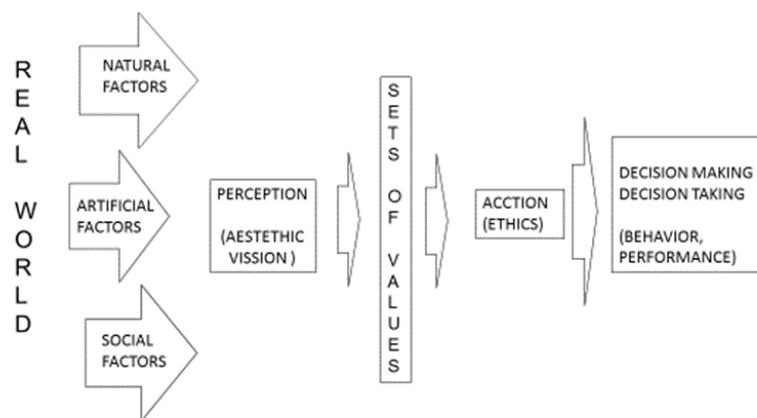 REAL WORLD
NATURAL
FACTORS
ARTIFICIAL
FACTORS
SOCIAL
FACTORS
PERCEPTION
(AESTETHIC
VISSION )
SETS OF VALUES
ACCTION
(ETHICS)
DECISION MAKING
DECISION TAKING
(BEHAVIOR,
PERFORMANCE)